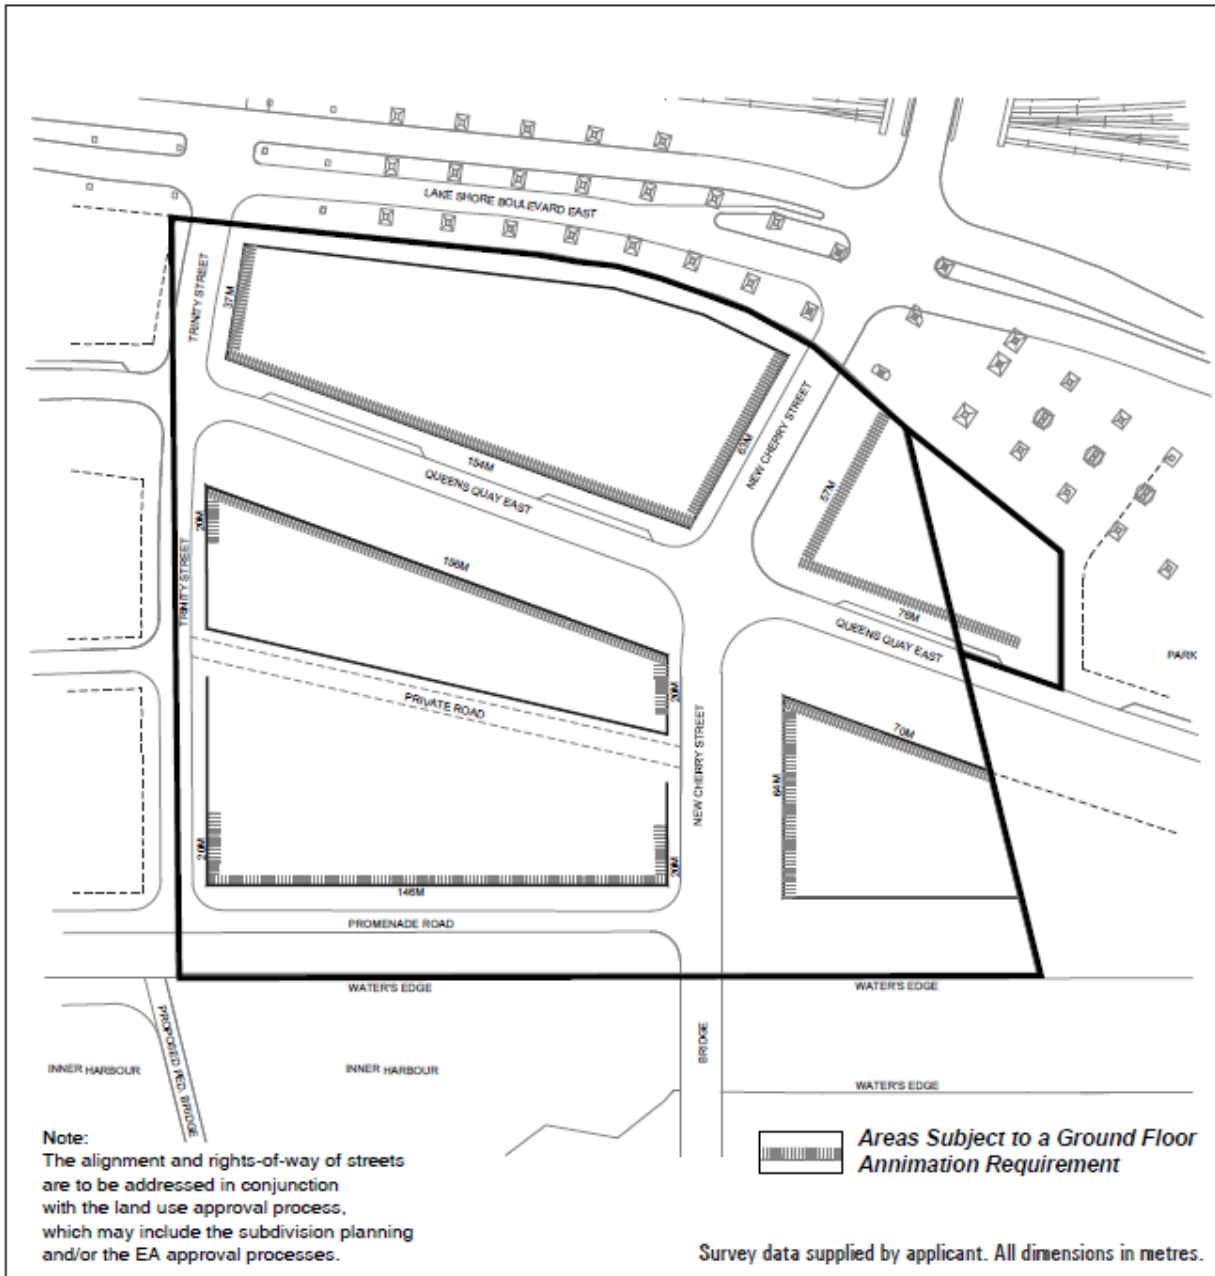 LAKE SHORE BOULEVARD EAST
TRINITY STREET
37M
154M
63M
NEW CHERRY STREET
QUEENS QUAY EAST
57M
76M
QUEENS QUAY EAST
PARK
20M
156M
TRINITY STREET
20M
PRIVATE ROAD
NEW CHERRY STREET
70M
64M
20M
20M
146M
PROMENADE ROAD
WATER'S EDGE
WATER'S EDGE
PROPOSED PED. BRIDGE
BRIDGE
INNER HARBOUR
INNER HARBOUR
WATER'S EDGE
Note:
The alignment and rights-of-way of streets
are to be addressed in conjunction
with the land use approval process,
which may include the subdivision planning
and/or the EA approval processes.
Areas Subject to a Ground Floor
Annimation Requirement
Survey data supplied by applicant. All dimensions in metres.